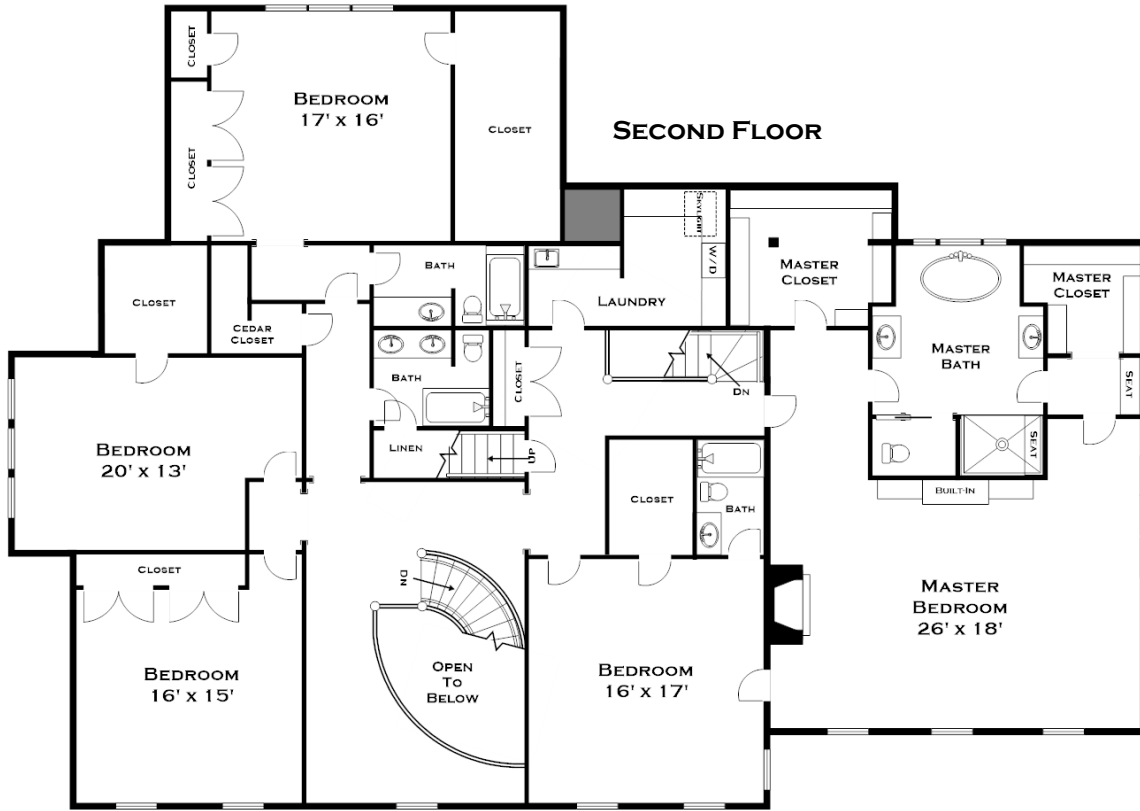 SECOND FLOOR
CLOSET
BEDROOM
17' x 16'
CLOSET
CLOSET
SKYLIGHT
W/D
LAUNDRY
MASTER
CLOSET
MASTER
CLOSET
BATH
CLOSET
CEDAR
CLOSET
MASTER
BATH
SEAT
BATH
CLOSET
DN
BEDROOM
20' x 13'
LINEN
UP
SEAT
CLOSET
BATH
BUILT-IN
CLOSET
DN
MASTER
BEDROOM
26' x 18'
OPEN
TO
BELOW
BEDROOM
16' x 15'
BEDROOM
16' x 17'